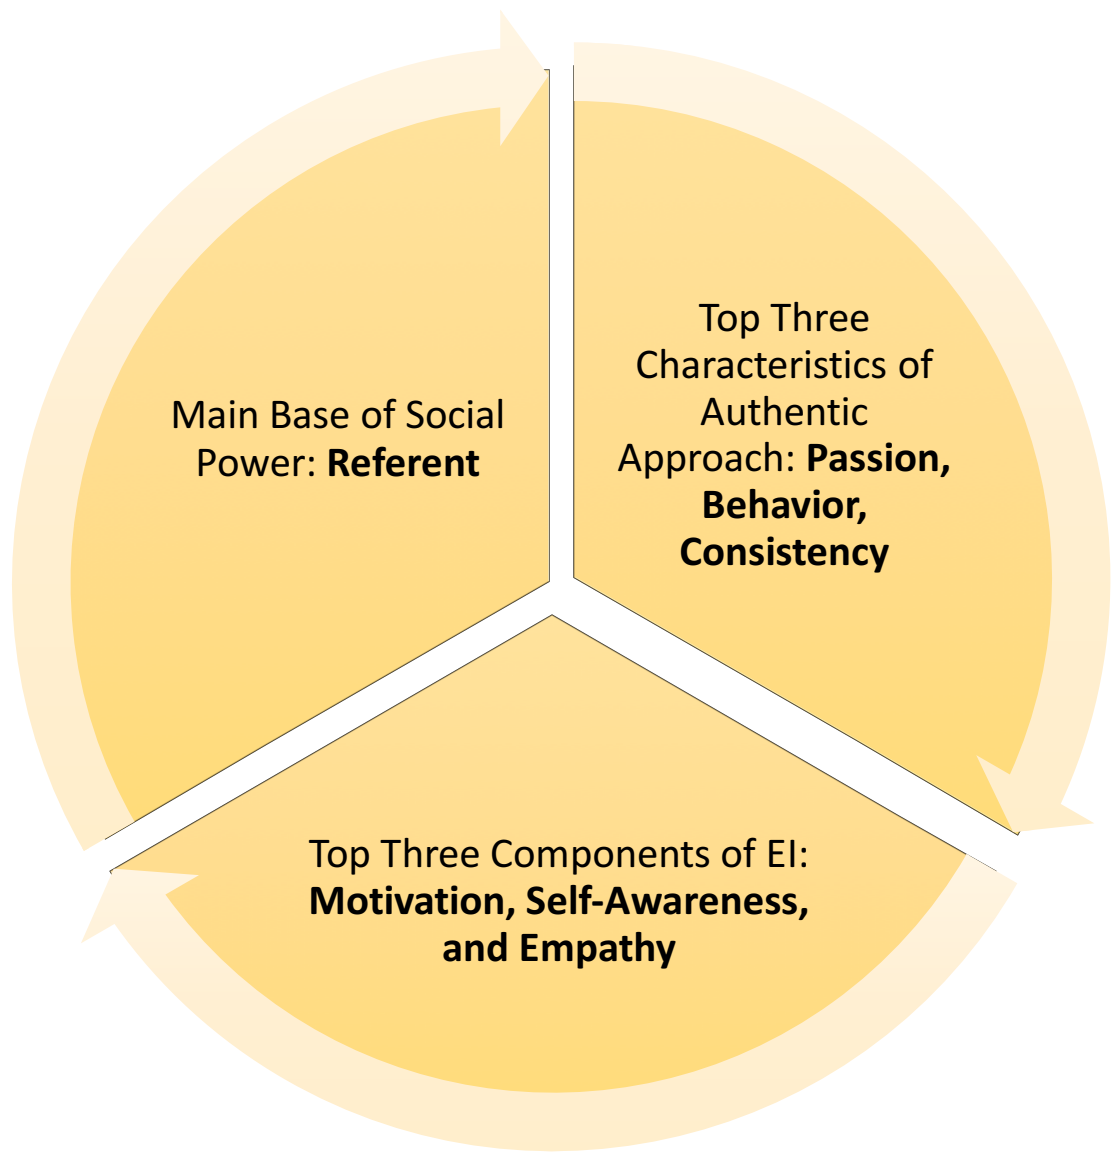 Main Base of Social
Power: Referent
Top Three
Characteristics of
Authentic
Approach: Passion,
Behavior,
Consistency
Top Three Components of EI:
Motivation, Self-Awareness,
and Empathy